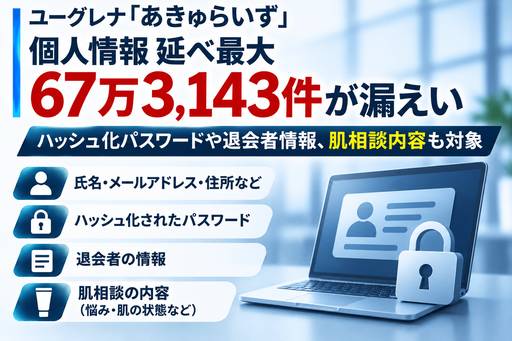 ユーグレナ「あきゅらいず」
個人情報 延べ最大
67万3,143件が漏えい
ハッシュ化パスワードや退会者情報、肌相談内容も対象
氏名・メールアドレス・住所など
ハッシュ化されたパスワード
退会者の情報
肌相談の内容
(悩み・肌の状態など)